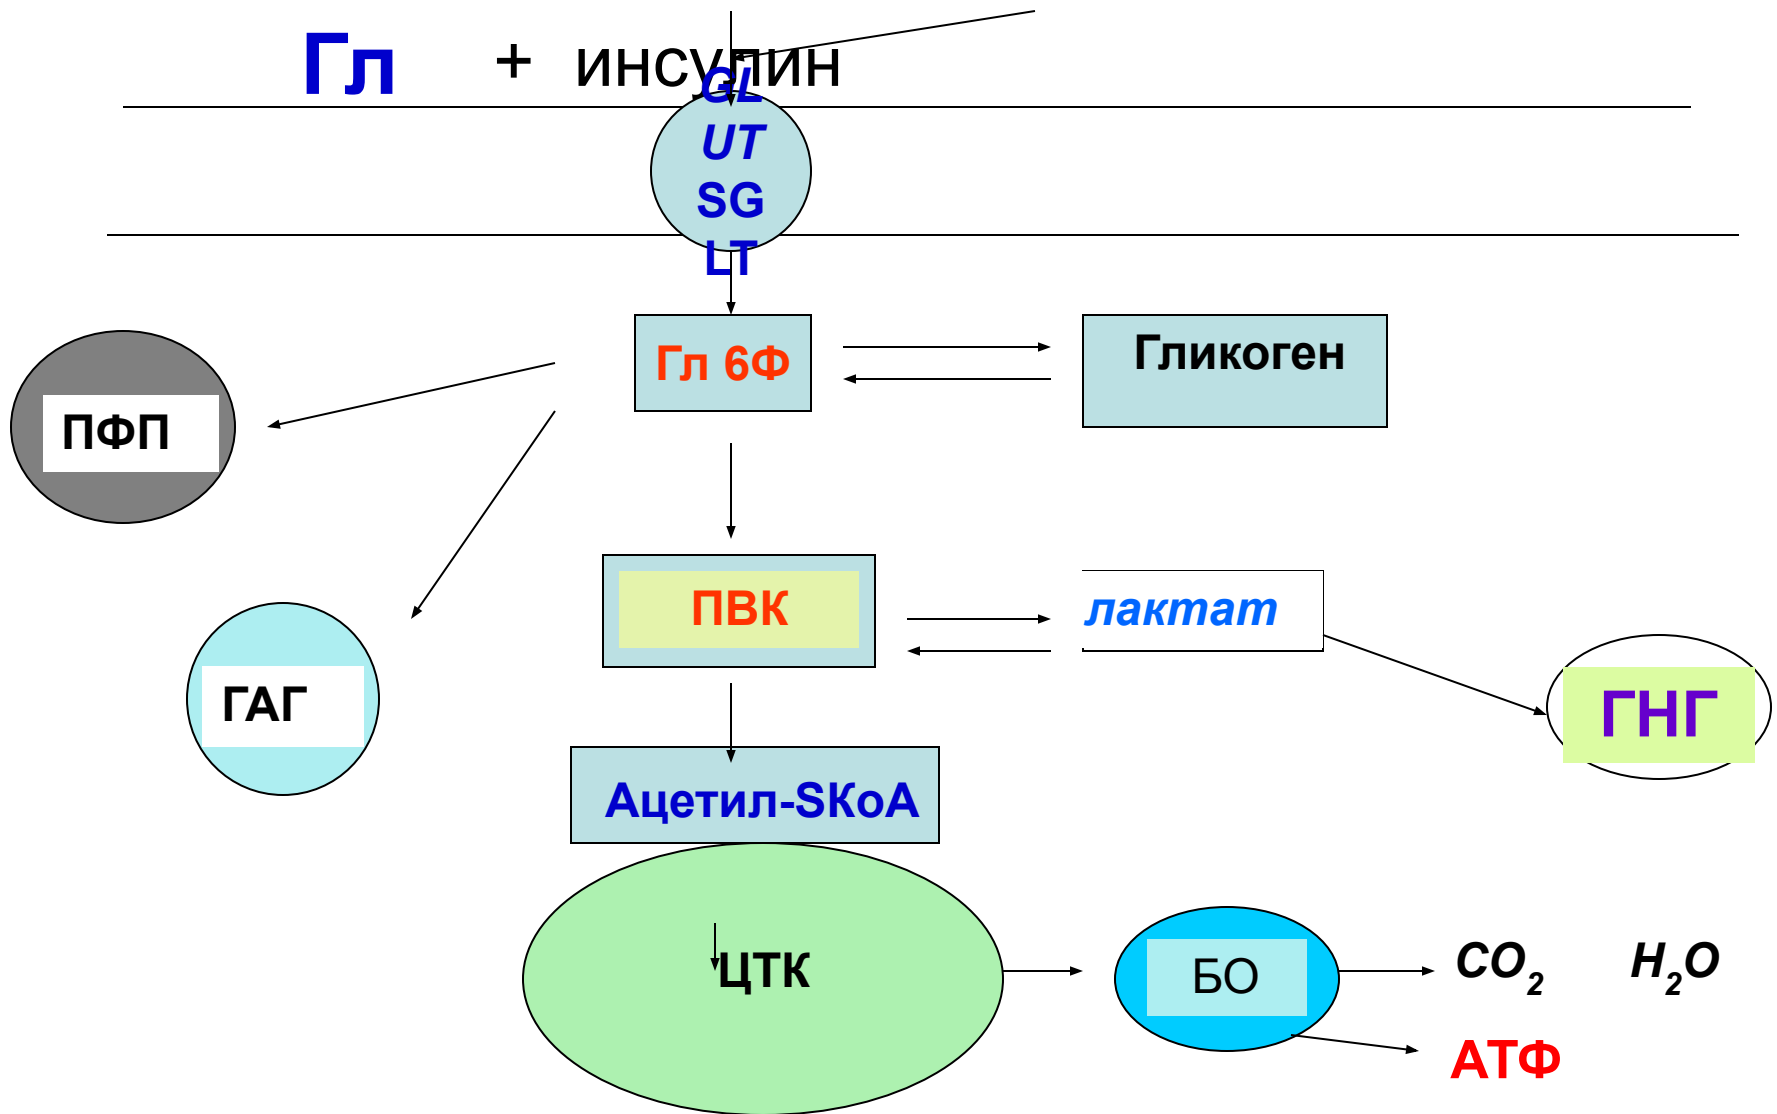 Гл + инсулин
GL
UT
SG
LT
Гл 6Ф
Гликоген
ПФП
ПВК
лактат
ГАГ
ГНГ
Ацетил-SКоА
ЦТК
БО
CO2
H2O
АТФ